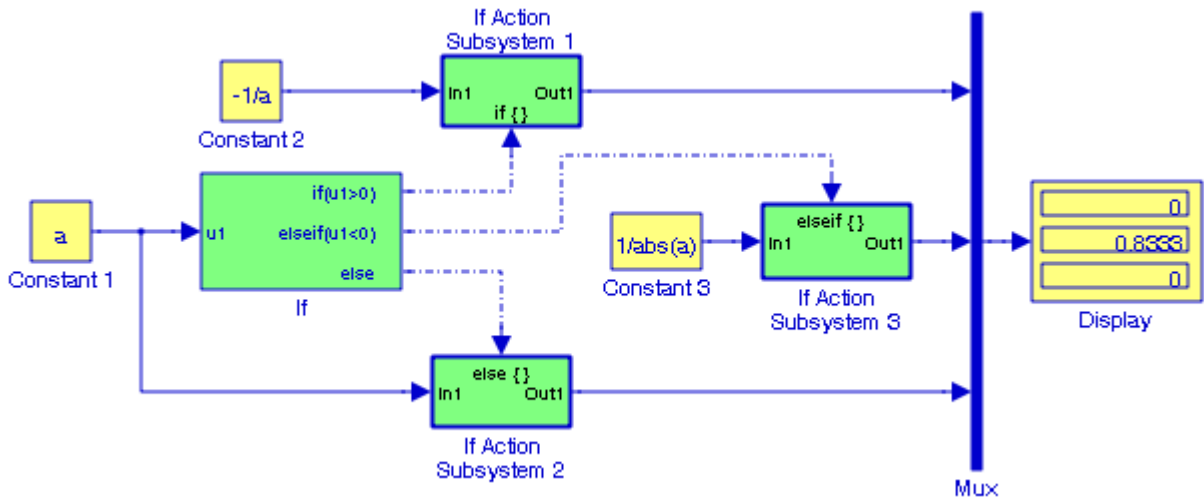 If Action
Subsystem 1
-1/a
In1
Out1
if { }
Constant 2
if(u1>0)
u1
elseif(u1<0)
else
If
a
Constant 1
1/abs(a)
Constant 3
elseif { }
In1
Out1
If Action
Subsystem 3
0
0.8333
0
Display
else { }
In1
Out1
If Action
Subsystem 2
Mux